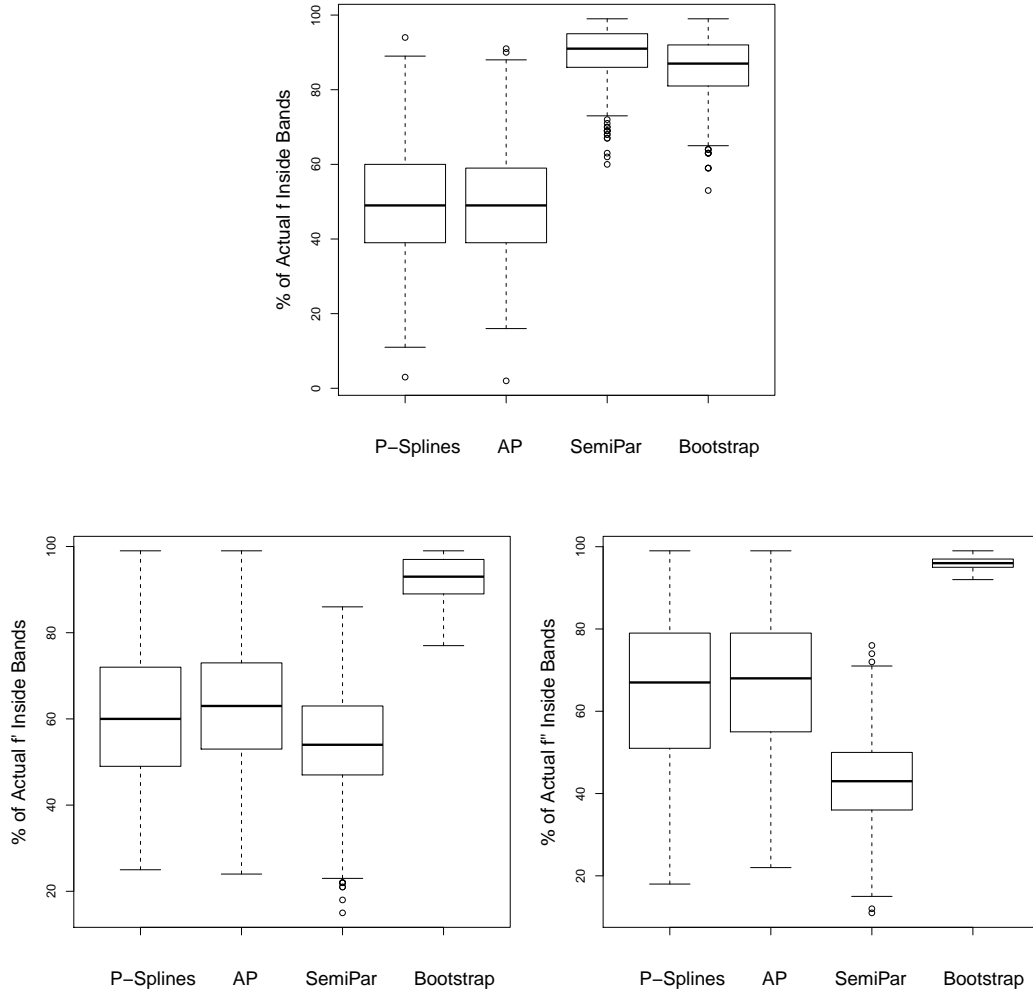 % of Actual f Inside Bands
100
80
60
40
20
0
P−Splines AP SemiPar Bootstrap
% of Actual f' Inside Bands
100
80
60
40
20
P−Splines AP SemiPar Bootstrap
% of Actual f'' Inside Bands
100
80
60
40
20
P−Splines AP SemiPar Bootstrap